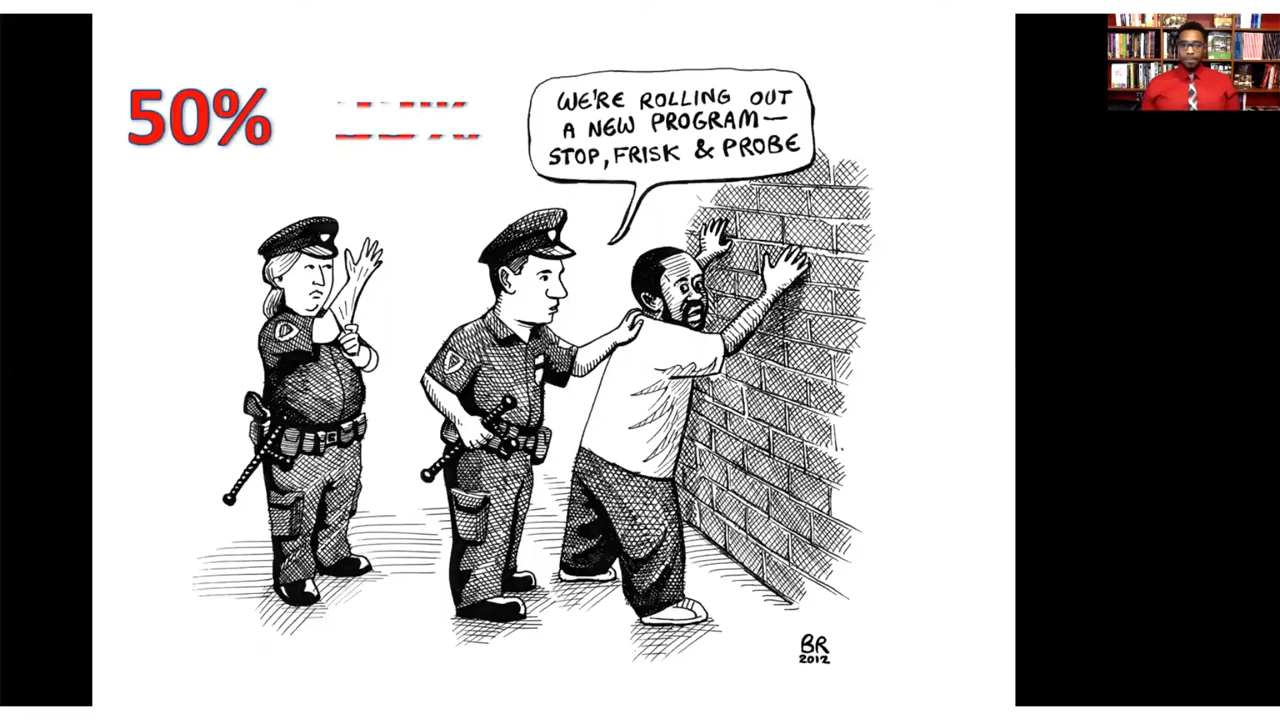 50%
WE'RE ROLLING OUT
A NEW PROGRAM—
STOP, FRISK & PROBE
BR
2012